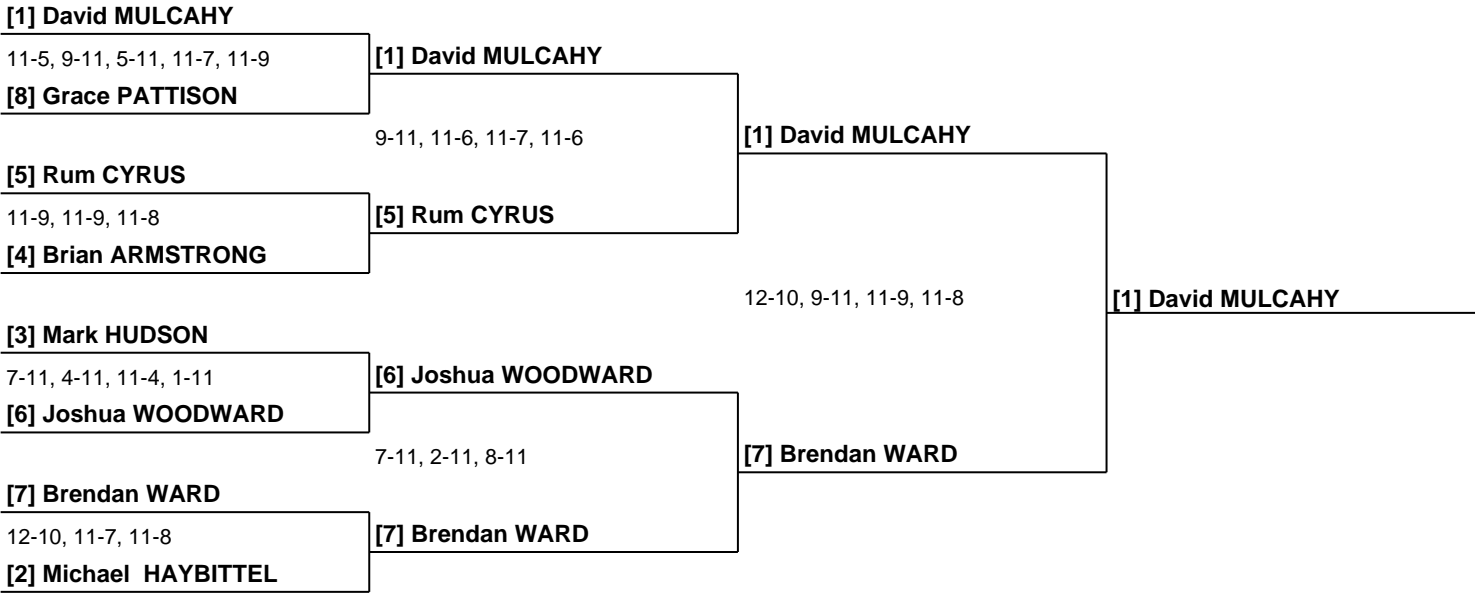 [1] David MULCAHY
11-5, 9-11, 5-11, 11-7, 11-9
[1] David MULCAHY
[8] Grace PATTISON
9-11, 11-6, 11-7, 11-6
[1] David MULCAHY
[5] Rum CYRUS
11-9, 11-9, 11-8
[5] Rum CYRUS
[4] Brian ARMSTRONG
12-10, 9-11, 11-9, 11-8
[1] David MULCAHY
[3] Mark HUDSON
7-11, 4-11, 11-4, 1-11
[6] Joshua WOODWARD
[6] Joshua WOODWARD
7-11, 2-11, 8-11
[7] Brendan WARD
[7] Brendan WARD
12-10, 11-7, 11-8
[7] Brendan WARD
[2] Michael  HAYBITTEL